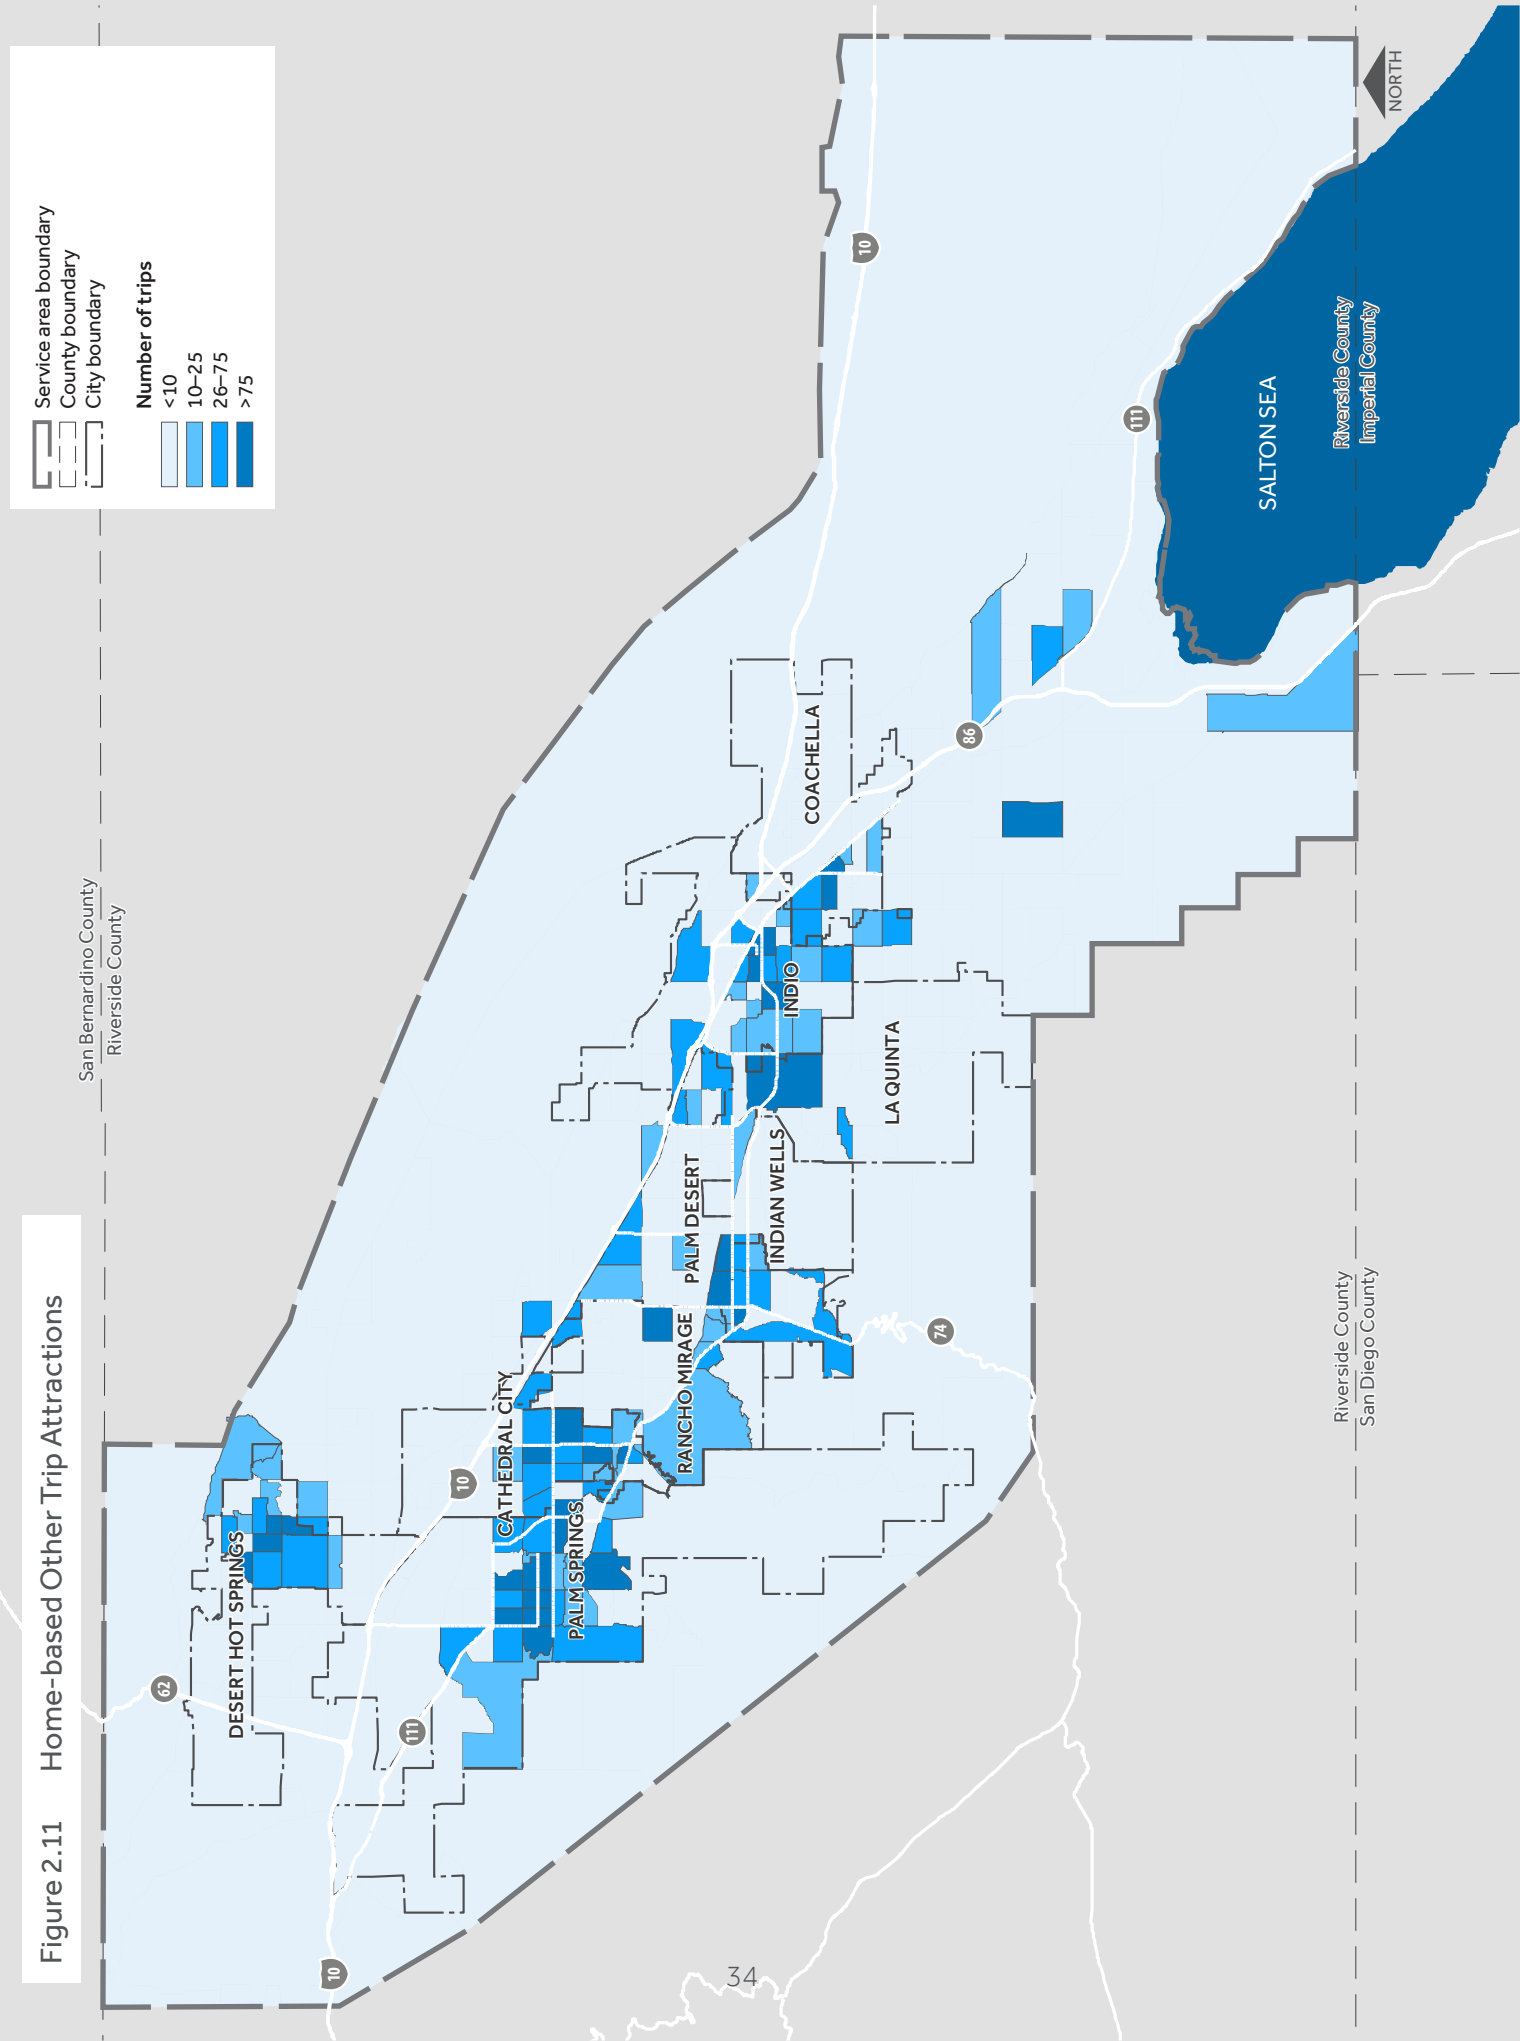 Figure 2.11 Home-based Other Trip Attractions
Service area boundary
County boundary
City boundary
Number of trips
<10
10–25
26–75
>75
San Bernardino County
Riverside County
62
10
111
DESERT HOT SPRINGS
10
CATHEDRAL CITY
PALM SPRINGS
RANCHO MIRAGE
PALM DESERT
INDIAN WELLS
LA QUINTA
INDIO
COACHELLA
10
86
111
74
SALTON SEA
Riverside County
Imperial County
Riverside County
San Diego County
NORTH
34